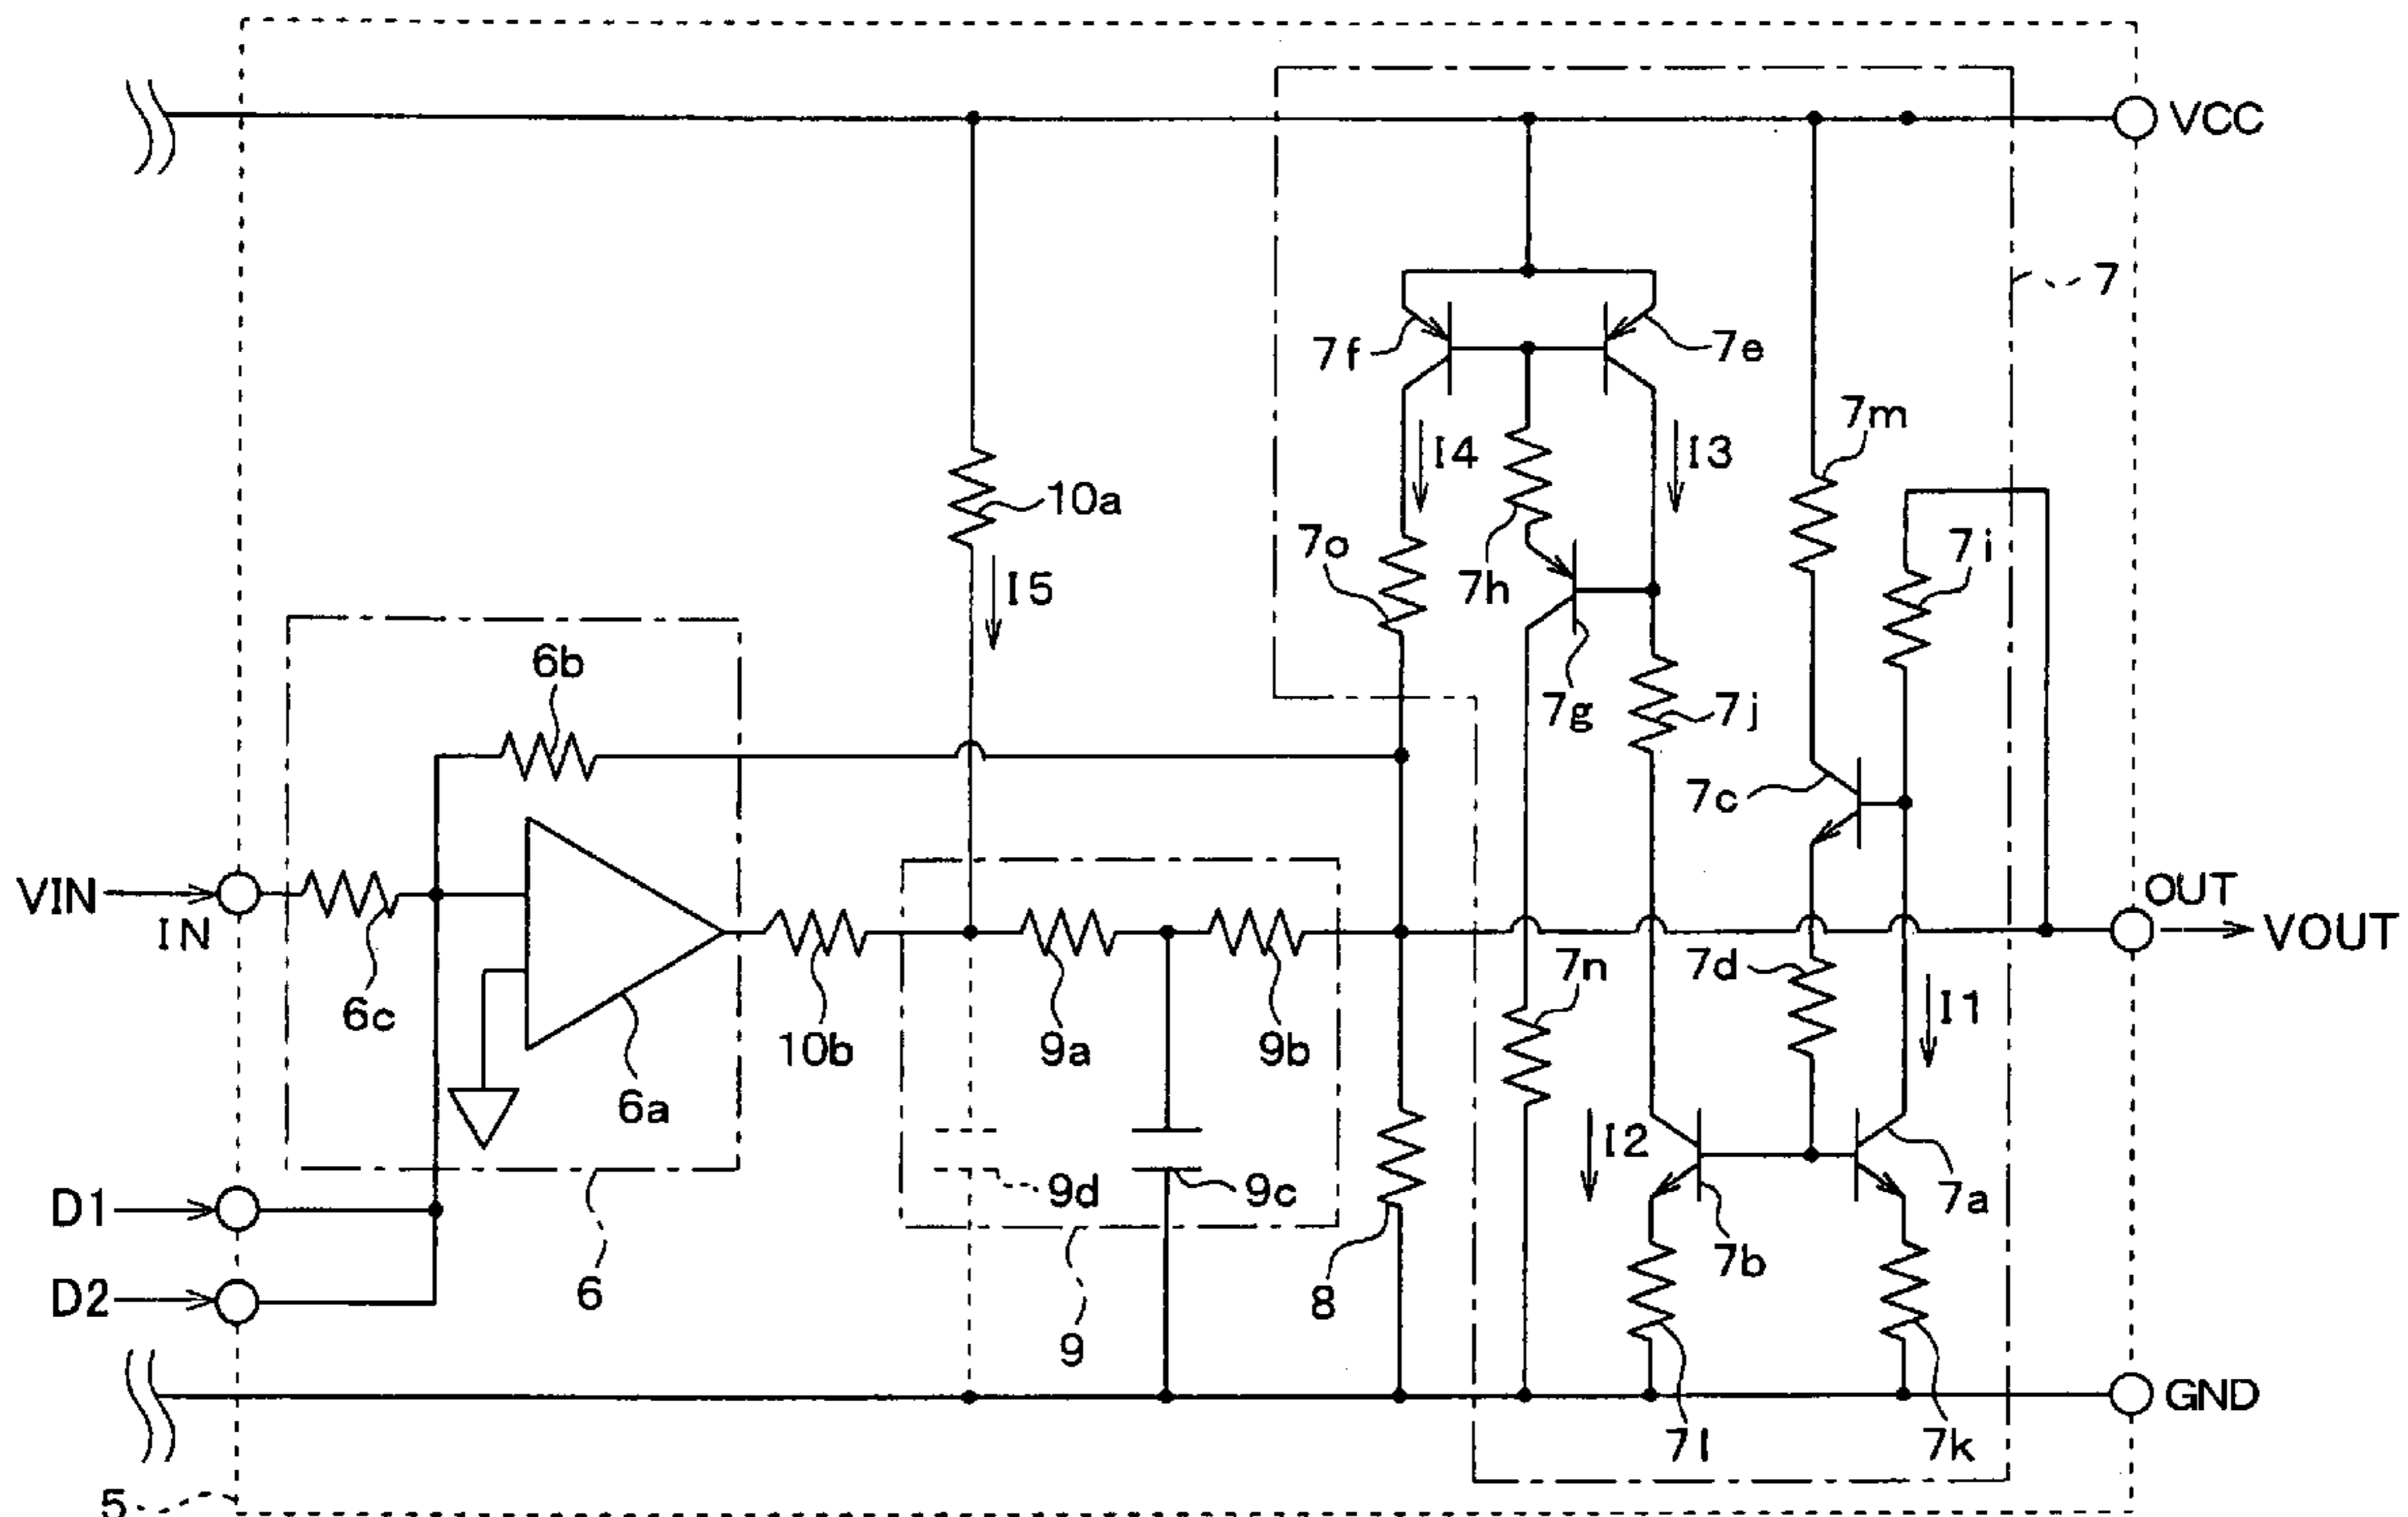 VCC
7
7f
7e
7m
I4
I3
10a
7o
7i
7h
I5
6b
7g
7j
7c
VIN
IN
OUT
VOUT
6c
7n
7d
I1
10b
9a
9b
6a
I2
9d
9c
7a
D1
7b
D2
6
8
9
GND
7l
7k
5